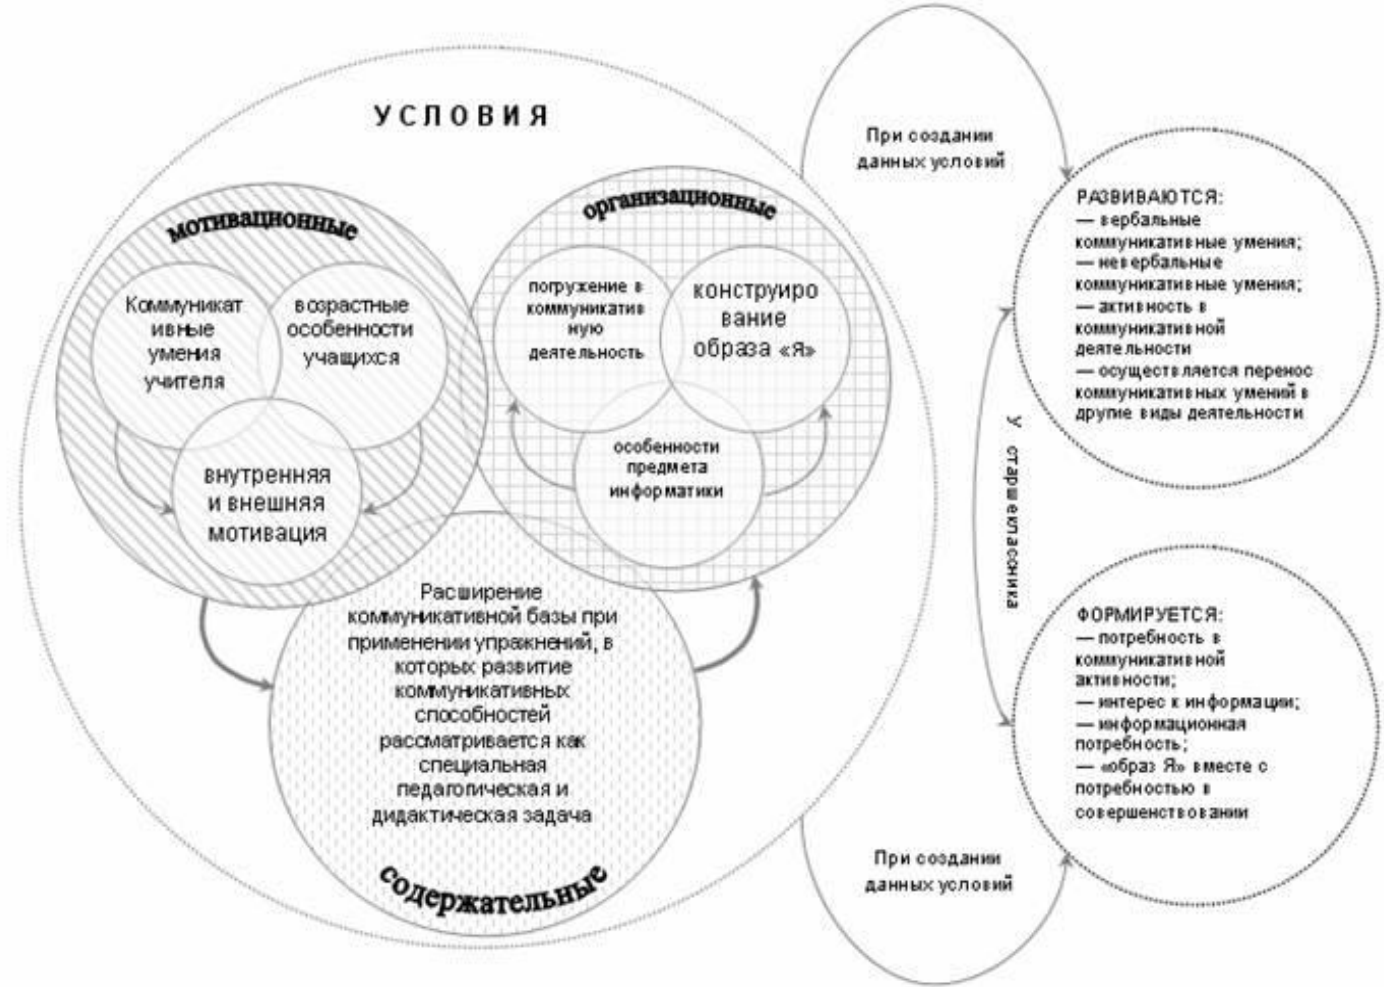 УСЛОВИЯ
мотивационные
Коммуникат
ивные
умения
учителя
возрастные
особенности
учащихся
внутренняя
и внешняя
мотивация
организационные
погружение в
коммуникатив
ную
деятельность
конструиро
вание
образа «я»
особенности
предмета
информатики
Расширение
коммуникативной базы при
применении упражнений, в
которых развитие
коммуникативных
способностей
рассматривается как
специальная
педагогическая и
дидактическая задача
содержательные
При создании
данных условий
РАЗВИВАЮТСЯ:
— вербальные
коммуникативные умения;
— невербальные
коммуникативные умения;
— активность в
коммуникативной
деятельности
— осуществляется перенос
коммуникативных умений в
другие виды деятельности
У старшеклассника
ФОРМИРУЕТСЯ:
— потребность в
коммуникативной
активности;
— интерес к информации;
— информационная
потребность;
— «образ Я» вместе с
потребностью в
совершенствовании
При создании
данных условий